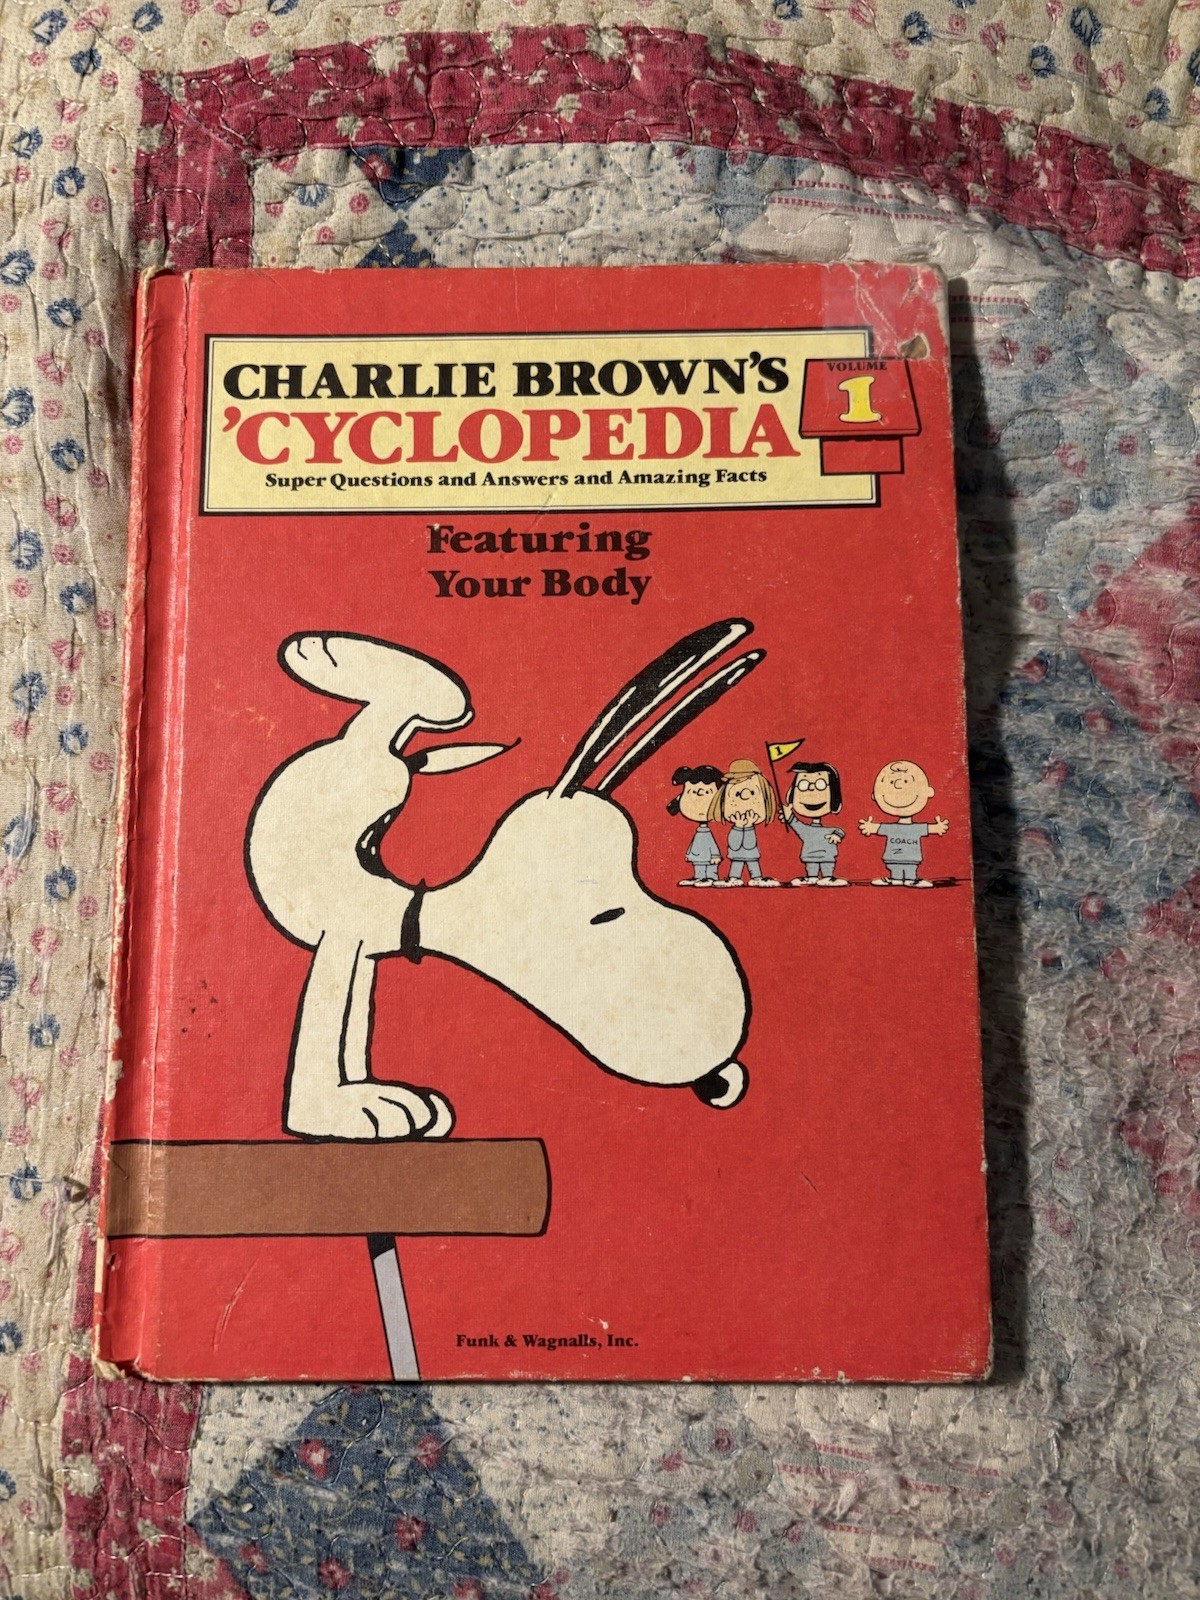 CHARLIE BROWN'S
'CYCLOPEDIA
Super Questions and Answers and Amazing Facts
VOLUME
1
Featuring
Your Body
1
COACH
Funk & Wagnalls, Inc.